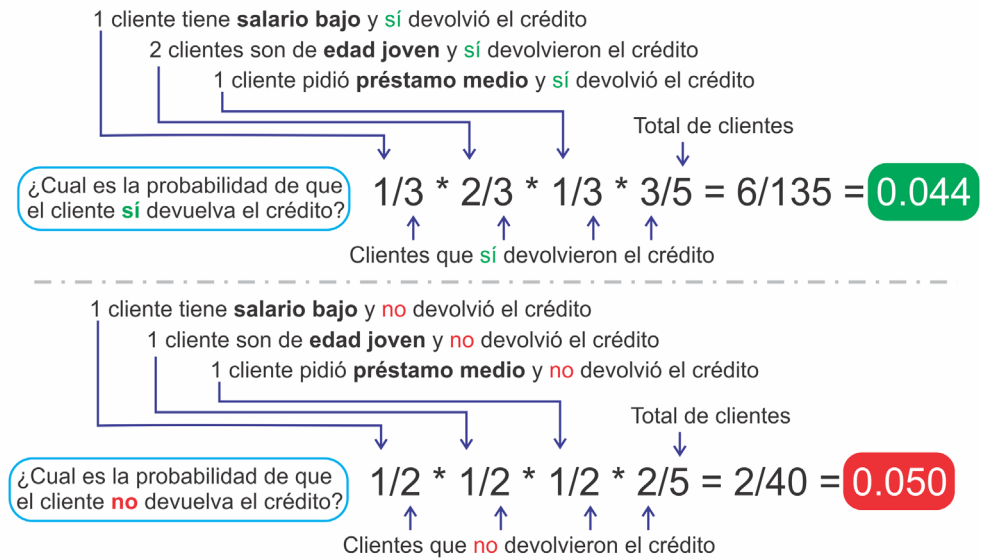 1 cliente tiene salario bajo y sí devolvió el crédito
2 clientes son de edad joven y sí devolvieron el crédito
1 cliente pidió préstamo medio y sí devolvió el crédito
Total de clientes
¿Cual es la probabilidad de que
el cliente sí devuelva el crédito?
1/3 * 2/3 * 1/3 * 3/5 = 6/135 = 0.044
Clientes que sí devolvieron el crédito
1 cliente tiene salario bajo y no devolvió el crédito
1 cliente son de edad joven y no devolvió el crédito
1 cliente pidió préstamo medio y no devolvió el crédito
Total de clientes
¿Cual es la probabilidad de que
el cliente no devuelva el crédito?
1/2 * 1/2 * 1/2 * 2/5 = 2/40 = 0.050
Clientes que no devolvieron el crédito